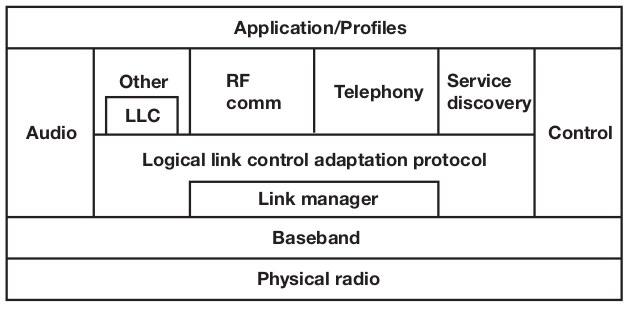 Application/Profiles
Audio
Other
LLC
RF
comm
Telephony
Service
discovery
Control
Logical link control adaptation protocol
Link manager
Baseband
Physical radio